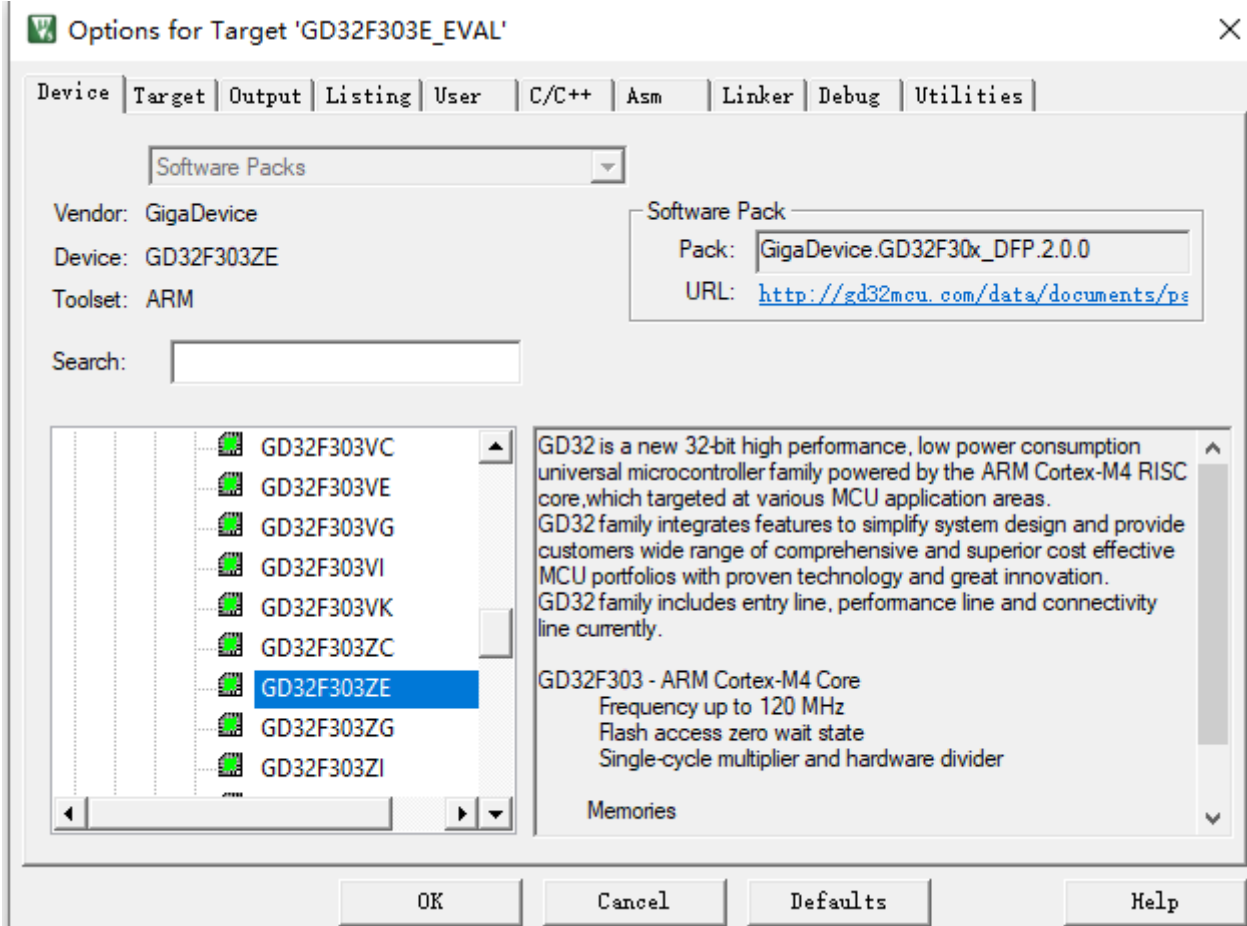 Options for Target 'GD32F303E_EVAL'
Device Target Output Listing User C/C++ Asm Linker Debug Utilities
Software Packs
Vendor: GigaDevice
Device: GD32F303ZE
Toolset: ARM
Software Pack
Pack: GigaDevice.GD32F30x_DFP.2.0.0
URL: http://gd32mcu.com/data/documents/pa
Search:
GD32F303VC
GD32F303VE
GD32F303VG
GD32F303VI
GD32F303VK
GD32F303ZC
GD32F303ZE
GD32F303ZG
GD32F303ZI
GD32 is a new 32-bit high performance, low power consumption
universal microcontroller family powered by the ARM Cortex-M4 RISC
core,which targeted at various MCU application areas.
GD32 family integrates features to simplify system design and provide
customers wide range of comprehensive and superior cost effective
MCU portfolios with proven technology and great innovation.
GD32 family includes entry line, performance line and connectivity
line currently.
GD32F303 - ARM Cortex-M4 Core
Frequency up to 120 MHz
Flash access zero wait state
Single-cycle multiplier and hardware divider
Memories
OK Cancel Defaults Help